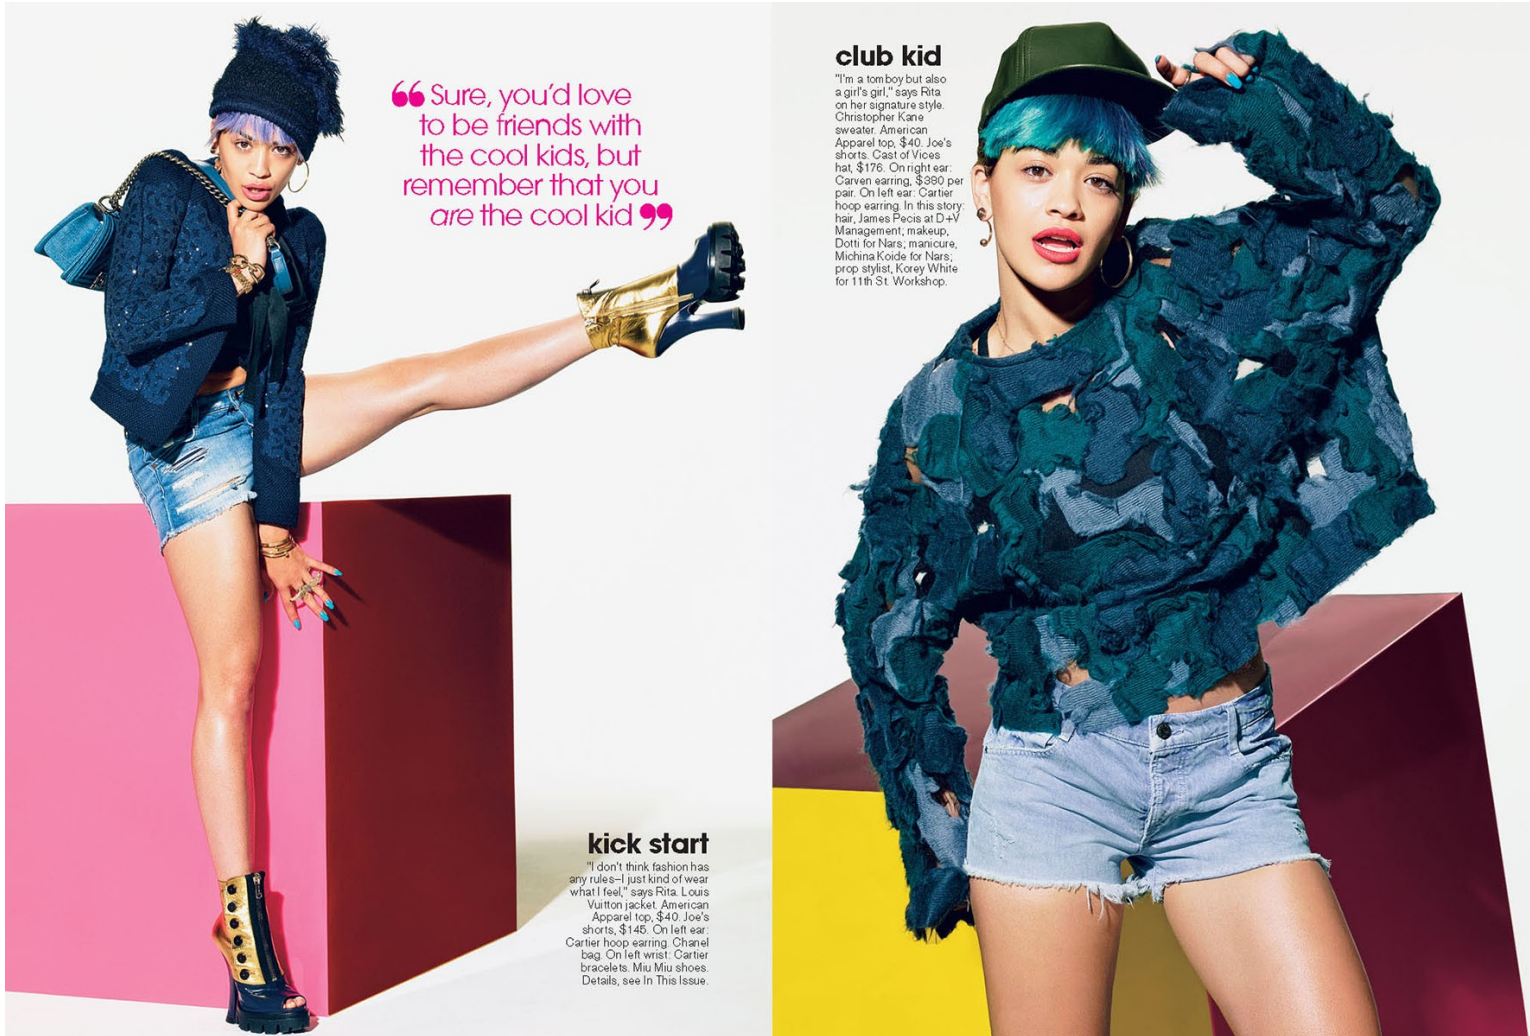 “Sure, you’d love
to be friends with
the cool kids, but
remember that you
are the cool kid”
kick start
"I don't think fashion has
any rules—I just kind of wear
what I feel," says Rita. Louis
Vuitton jacket. American
Apparel top, $40. Joe's
shorts, $145. On left ear:
Cartier hoop earring. Chanel
bag. On left wrist: Cartier
bracelets. Miu Miu shoes.
Details, see In This Issue.
club kid
"I'm a tomboy but also
a girl's girl," says Rita
on her signature style.
Christopher Kane
sweater. American
Apparel top, $40. Joe's
shorts. Cast of Vices
hat, $176. On right ear:
Carven earring, $380 per
pair. On left ear: Cartier
hoop earring. In this story:
hair, James Pecis at D+V
Management; makeup,
Dotti for Nars; manicure,
Michina Koide for Nars;
prop stylist, Korey White
for 11th St. Workshop.